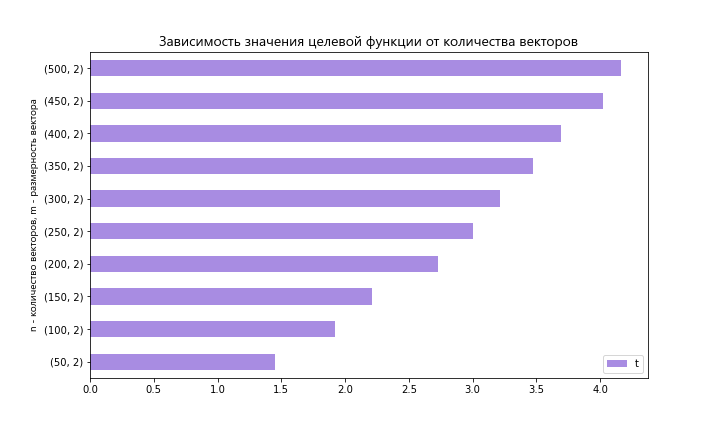 Зависимость значения целевой функции от количества векторов
n - количество векторов, m - размерность вектора
(500, 2)
(450, 2)
(400, 2)
(350, 2)
(300, 2)
(250, 2)
(200, 2)
(150, 2)
(100, 2)
(50, 2)
t
0.0 0.5 1.0 1.5 2.0 2.5 3.0 3.5 4.0